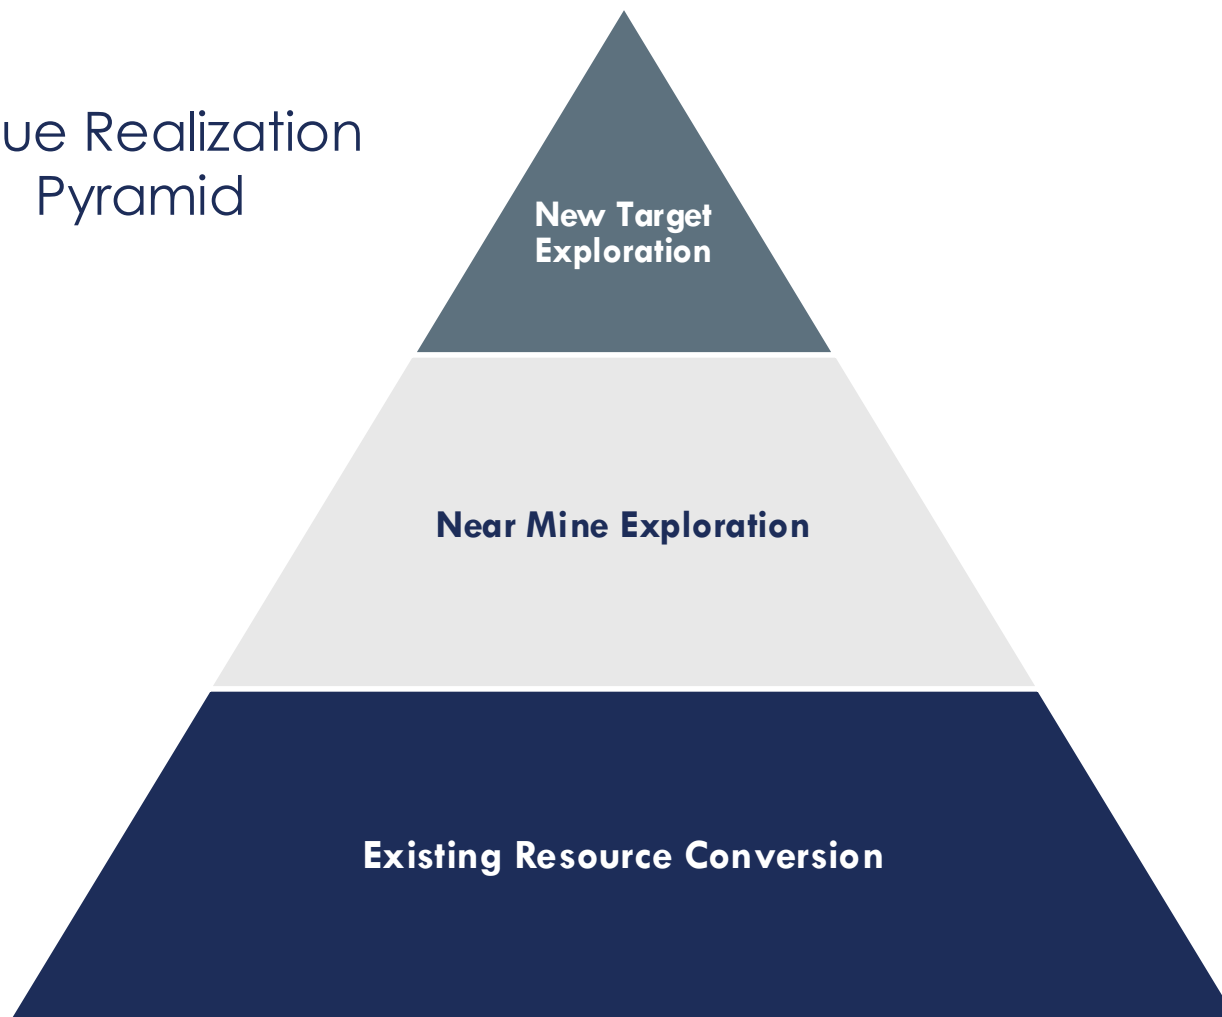 ue Realization
Pyramid
New Target
Exploration
Near Mine Exploration
Existing Resource Conversion